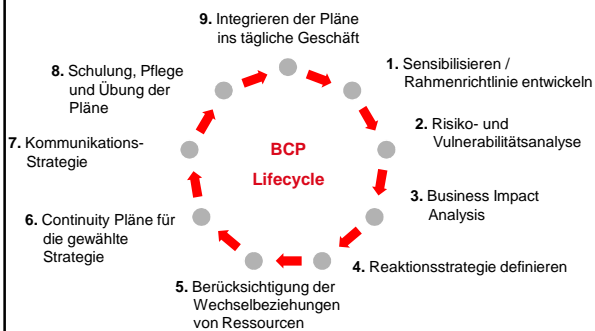 9. Integrieren der Pläne
ins tägliche Geschäft
1. Sensibilisieren /
Rahmenrichtlinie entwickeln
2. Risiko- und
Vulnerabilitätsanalyse
3. Business Impact
Analysis
4. Reaktionsstrategie definieren
5. Berücksichtigung der
Wechselbeziehungen
von Ressourcen
6. Continuity Pläne für
die gewählte
Strategie
7. Kommunikations-
Strategie
8. Schulung, Pflege
und Übung der
Pläne
BCP
Lifecycle